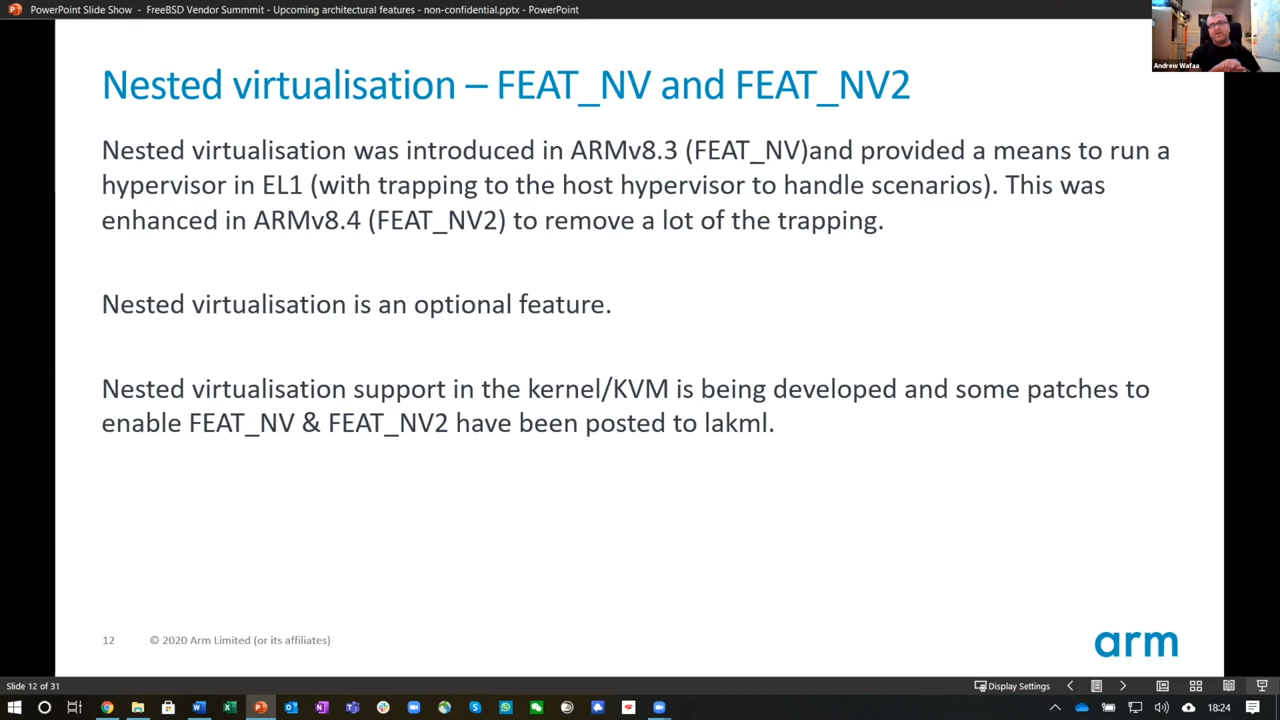 PowerPoint Slide Show - FreeBSD Vendor Summmit - Upcoming architectural features - non-confidential.pptx - PowerPoint
Andrew Wafaa
Nested virtualisation – FEAT_NV and FEAT_NV2
Nested virtualisation was introduced in ARMv8.3 (FEAT_NV)and provided a means to run a
hypervisor in EL1 (with trapping to the host hypervisor to handle scenarios). This was
enhanced in ARMv8.4 (FEAT_NV2) to remove a lot of the trapping.
Nested virtualisation is an optional feature.
Nested virtualisation support in the kernel/KVM is being developed and some patches to
enable FEAT_NV & FEAT_NV2 have been posted to lakml.
12 © 2020 Arm Limited (or its affiliates)
arm
Slide 12 of 31
Display Settings
18:24